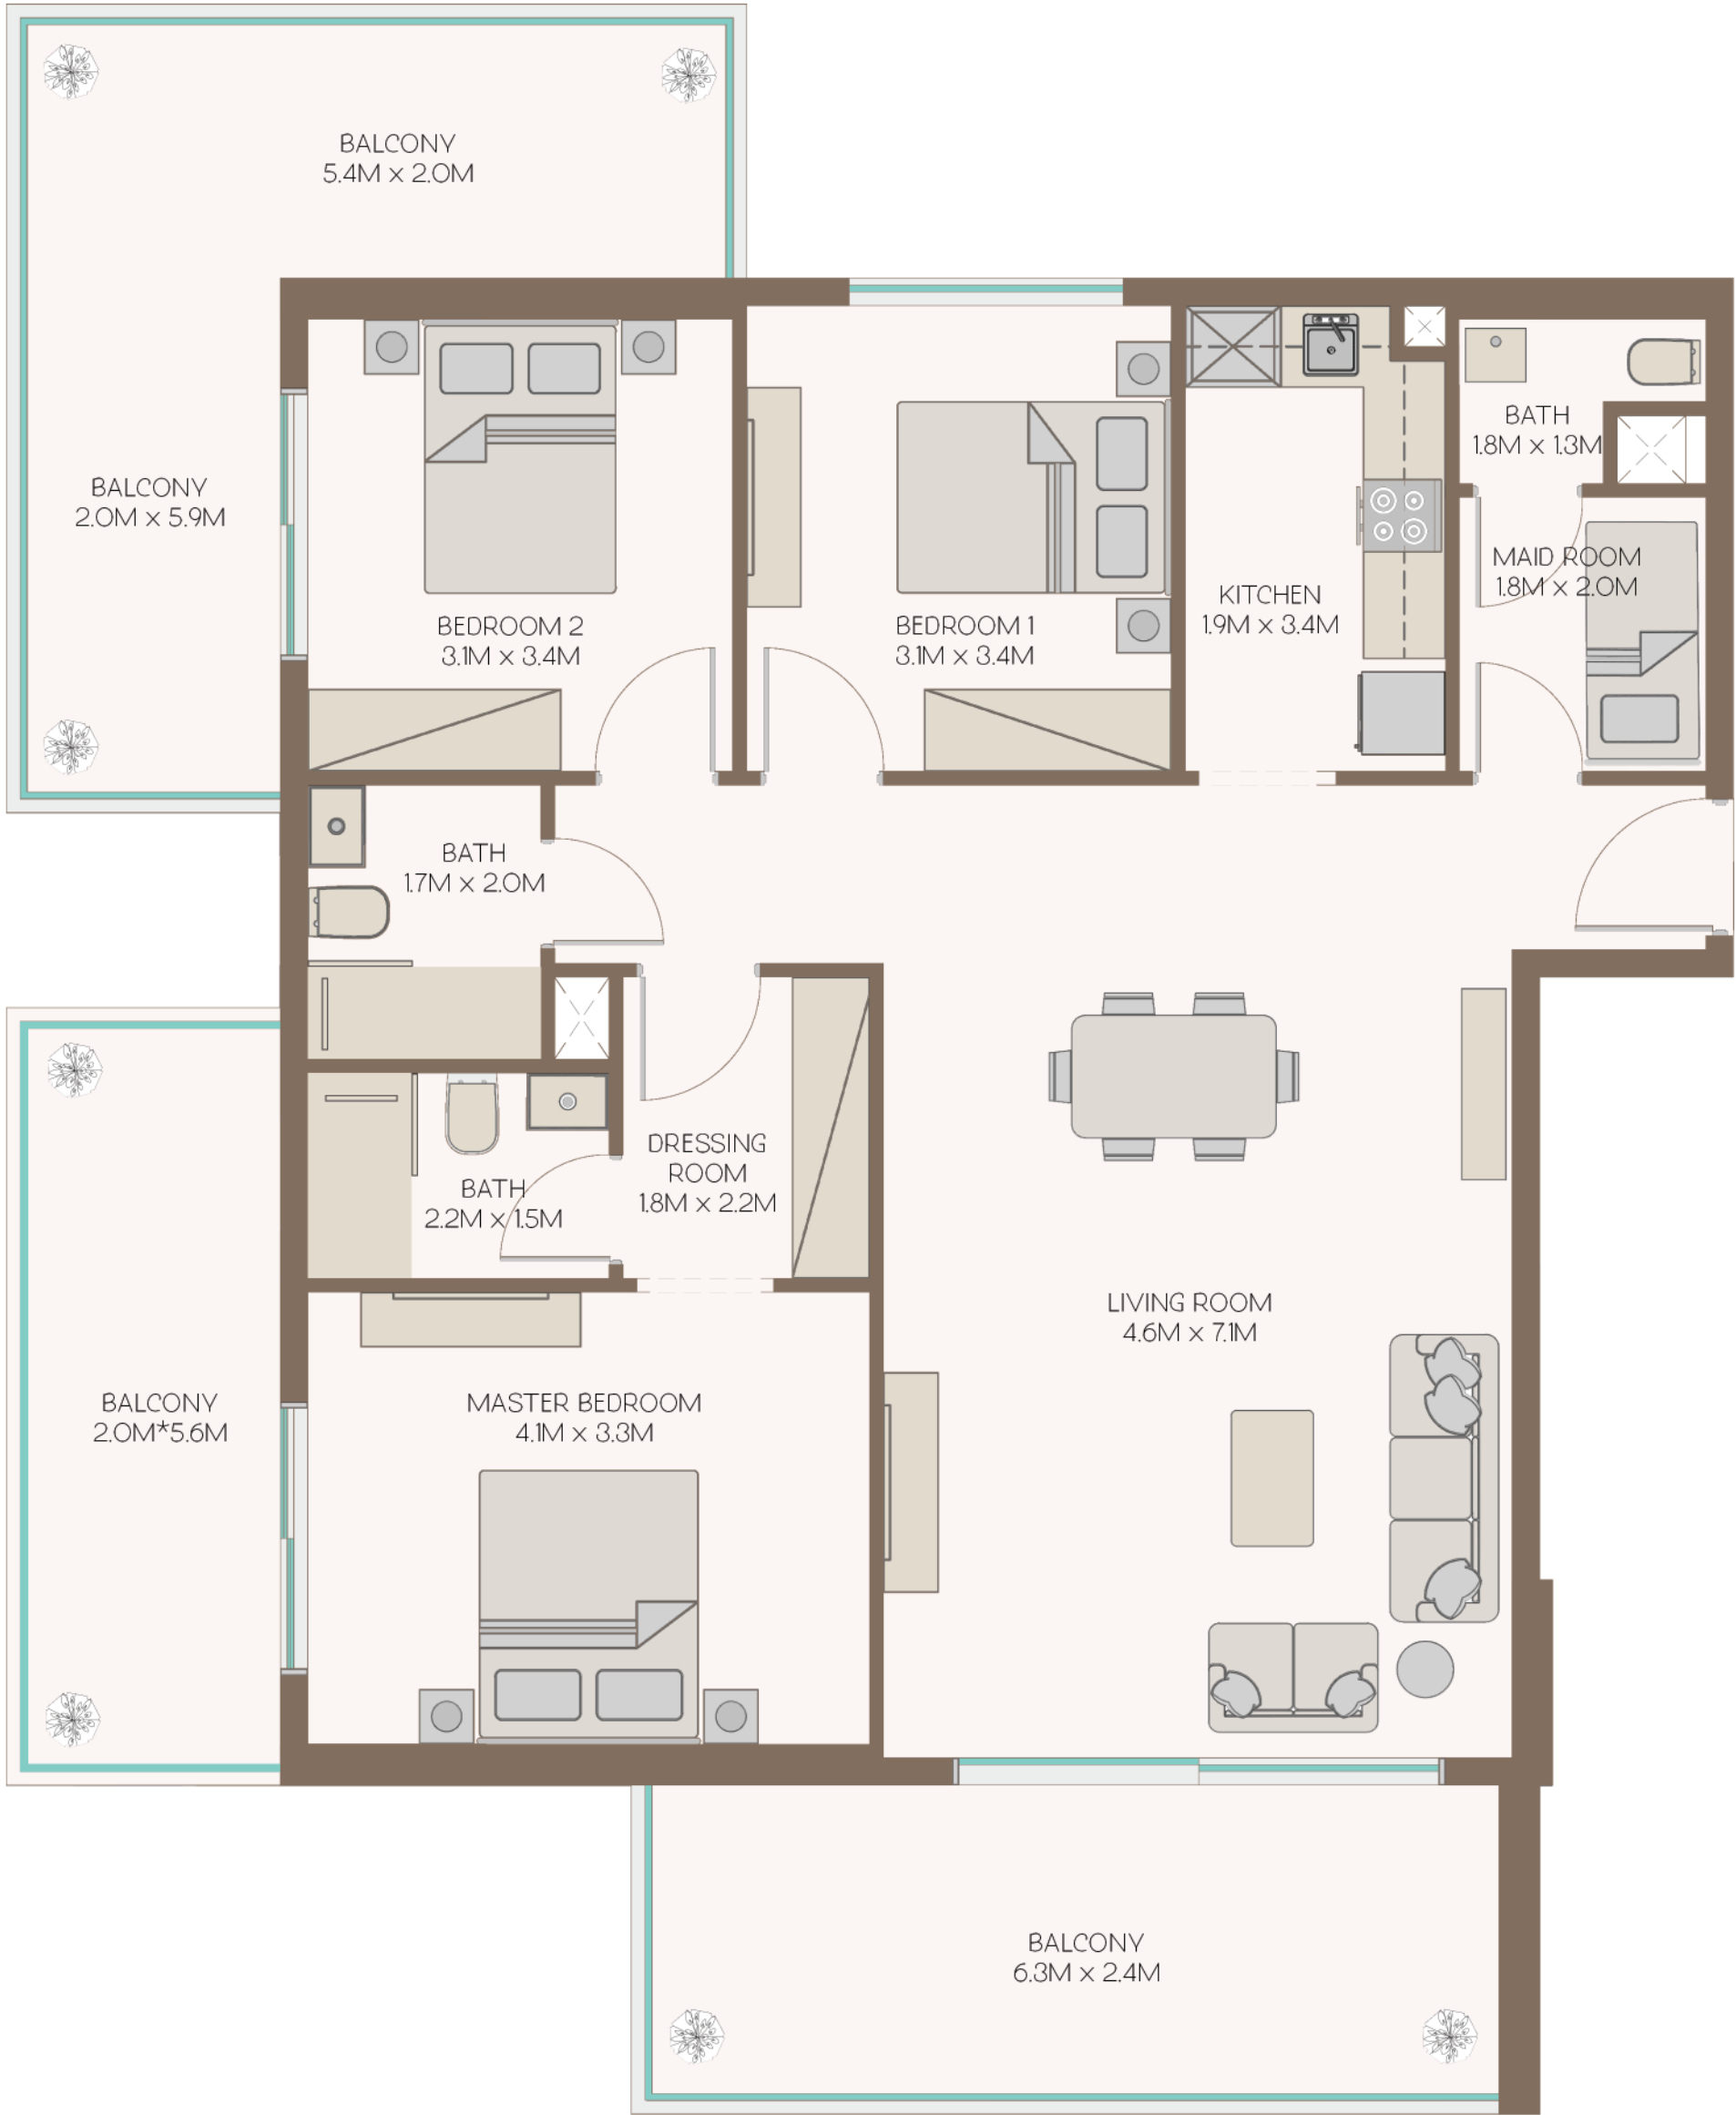 BALCONY
5.4M x 2.0M
BALCONY
2.0M x 5.9M
BEDROOM 2
3.1M x 3.4M
BEDROOM 1
3.1M x 3.4M
KITCHEN
1.9M x 3.4M
BATH
1.8M x 1.3M
MAID ROOM
1.8M x 2.0M
BATH
1.7M x 2.0M
DRESSING
ROOM
1.8M x 2.2M
BATH
2.2M x 1.5M
LIVING ROOM
4.6M x 7.1M
BALCONY
2.0M*5.6M
MASTER BEDROOM
4.1M x 3.3M
BALCONY
6.3M x 2.4M